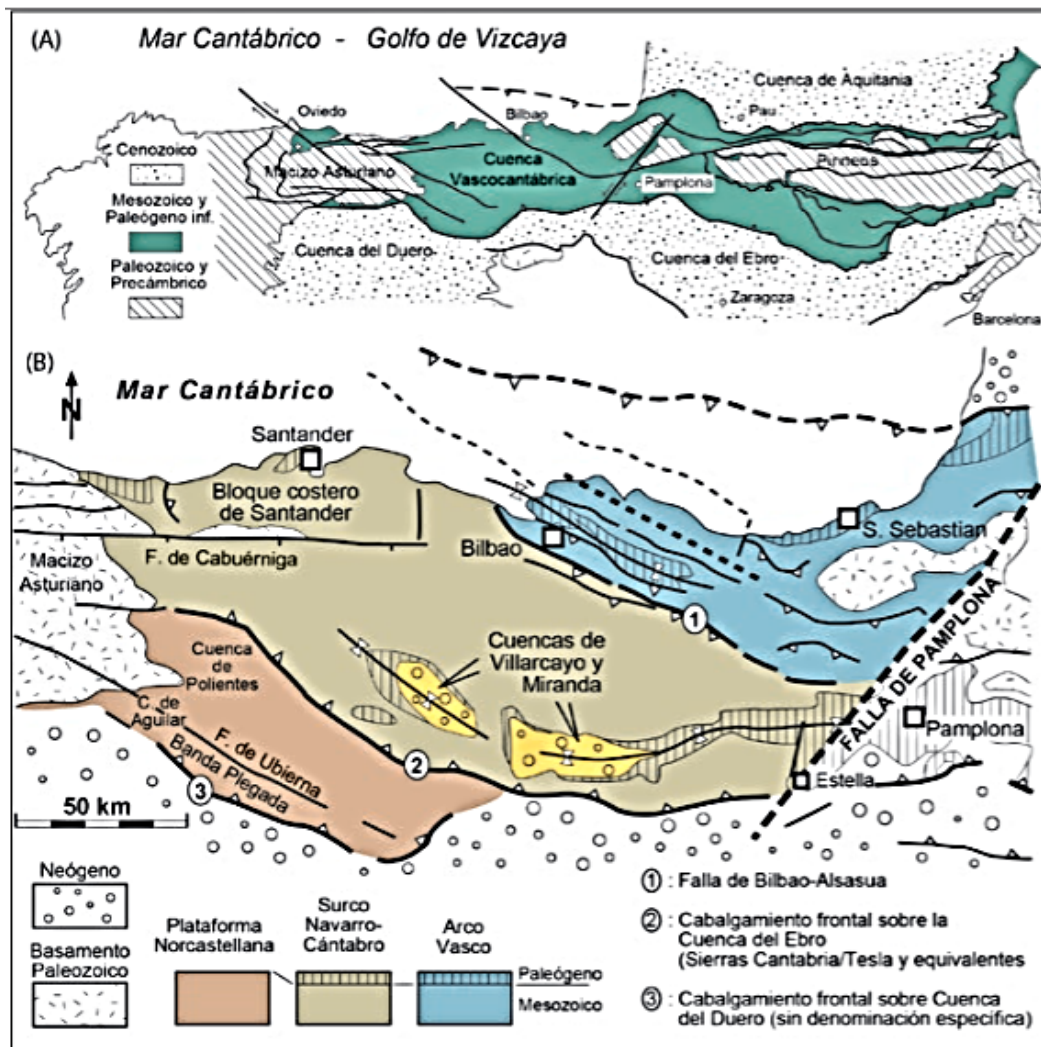 (A)
Mar Cantábrico - Golfo de Vizcaya
Cuenca de Aquitania
Oviedo
Bilbao
Pau
Cenozoico
Macizo Asturiano
Cuenca
Vascocantábrica
Pirineos
Pamplona
Mesozoico y
Paleógeno inf.
Cuenca del Duero
Cuenca del Ebro
Paleozoico y
Precámbrico
Zaragoza
Barcelona
(B)
Mar Cantábrico
N
Santander
Bloque costero
de Santander
S. Sebastian
Bilbao
F. de Cabuérniga
Macizo
Asturiano
1
FALLA DE PAMPLONA
Cuencas de
Villarcayo y
Miranda
Cuenca
de
Polientes
C. de
Aguilar
F. de Ubierna
Banda Plegada
Pamplona
2
Estella
3
50 km
Neógeno
Basamento
Paleozoico
Plataforma
Norcastellana
Surco
Navarro-
Cántabro
Arco
Vasco
Paleógeno
Mesozoico
1 : Falla de Bilbao-Alsasua
2 : Cabalgamiento frontal sobre la
Cuenca del Ebro
(Sierras Cantabria/Tesla y equivalentes
3 : Cabalgamiento frontal sobre Cuenca
del Duero (sin denominación específica)